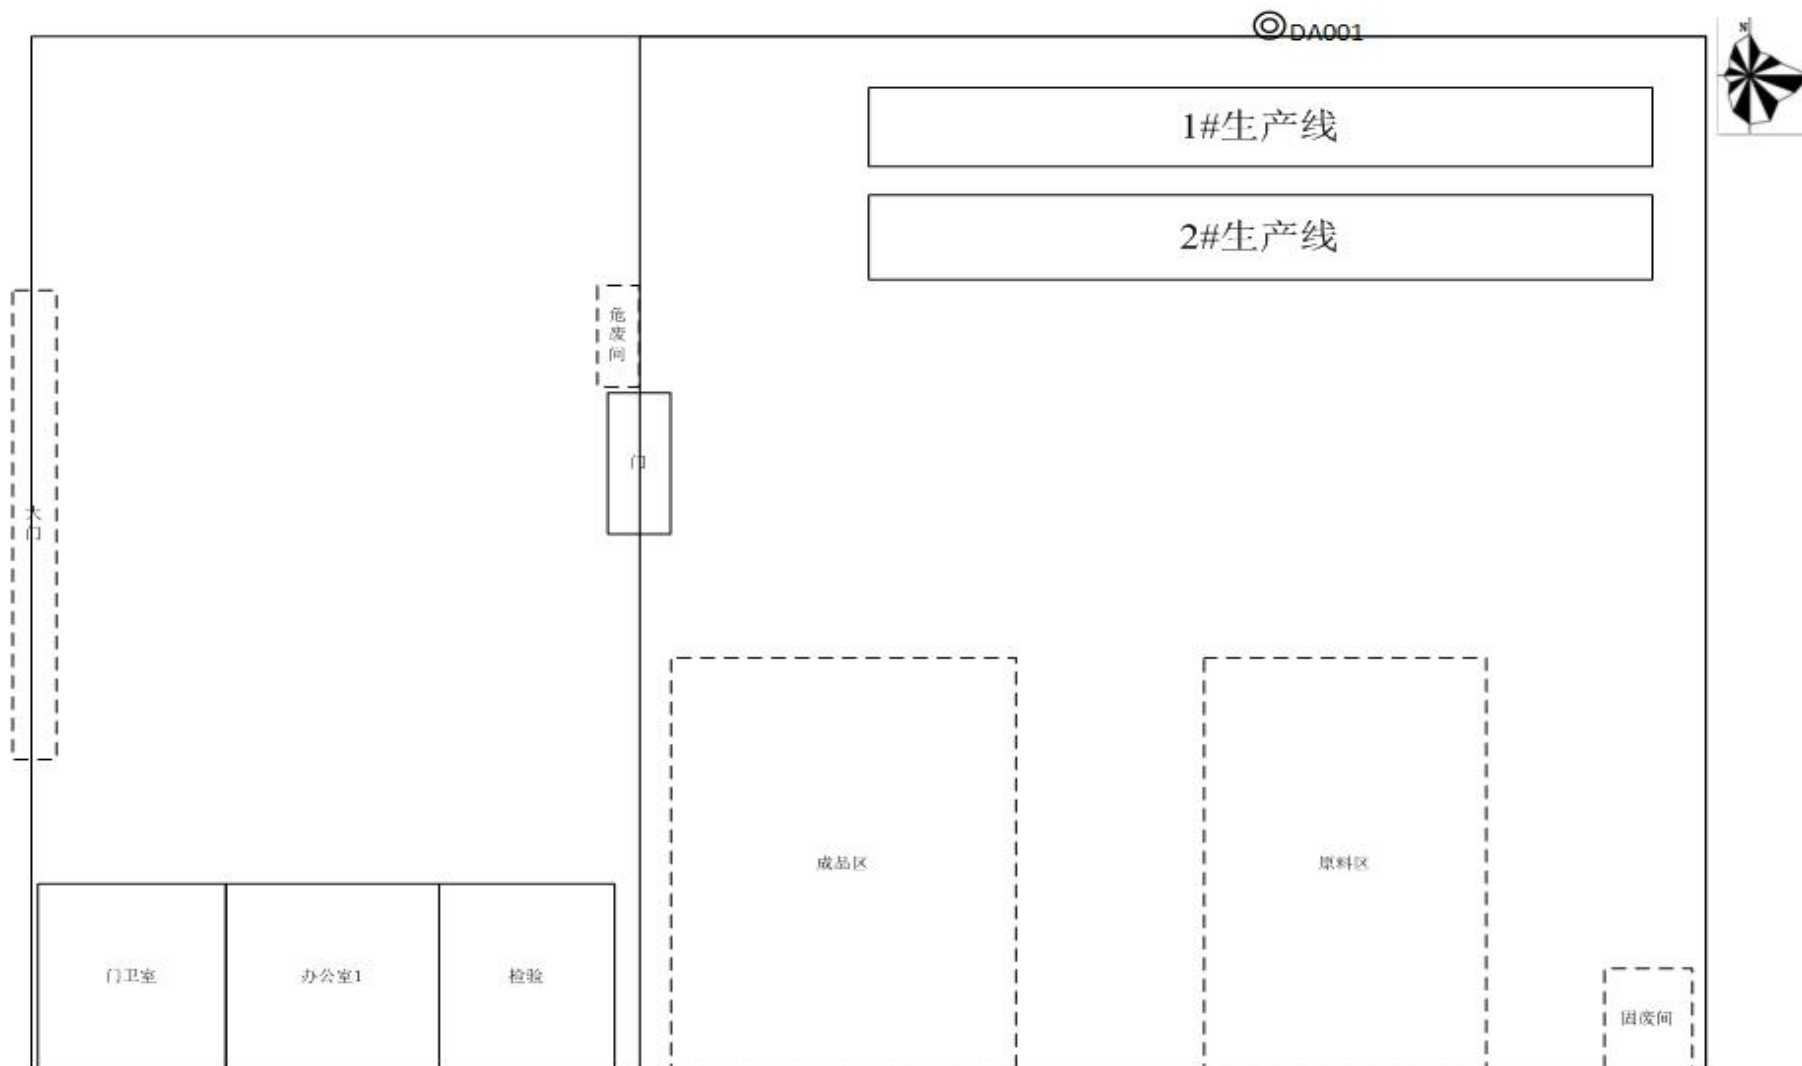 DA001
N
1#生产线
2#生产线
危
废
间
门
大
门
成品区
原料区
门卫室
办公室1
检验
固废间